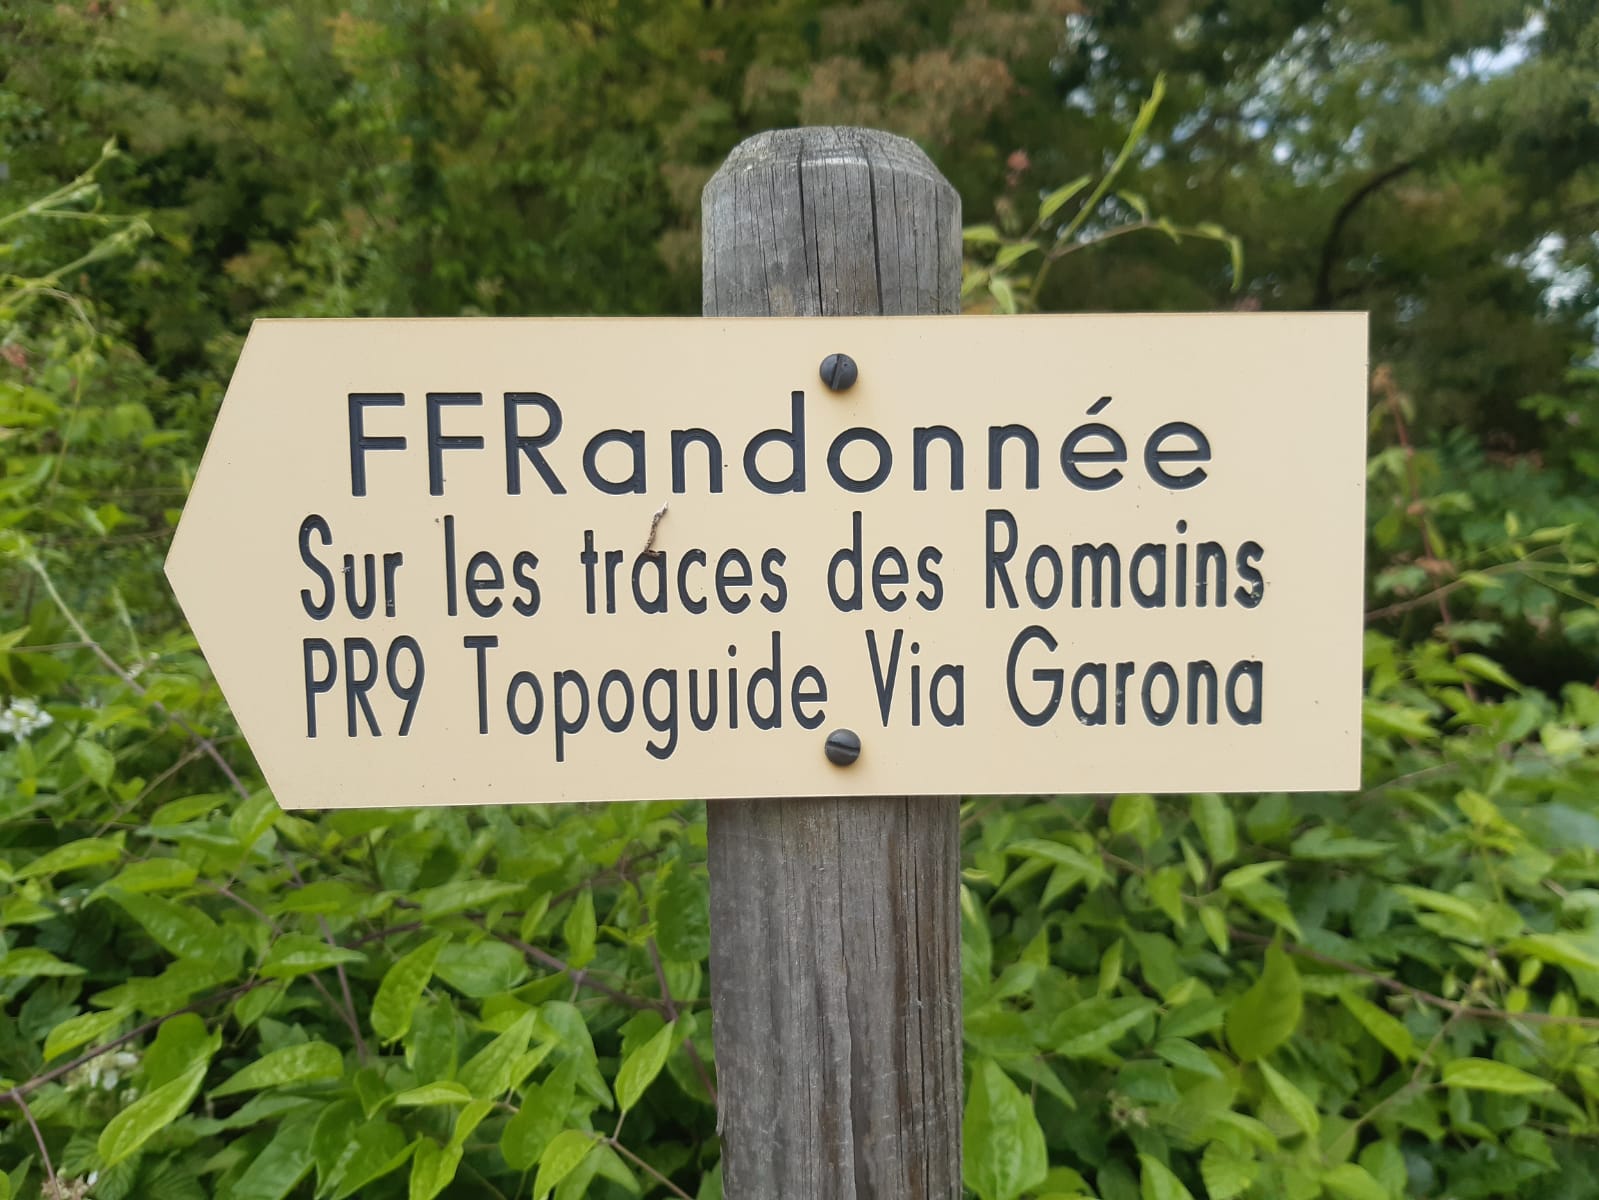 FFRandonnée
Sur les traces des Romains
PR9 Topoguide Via Garona